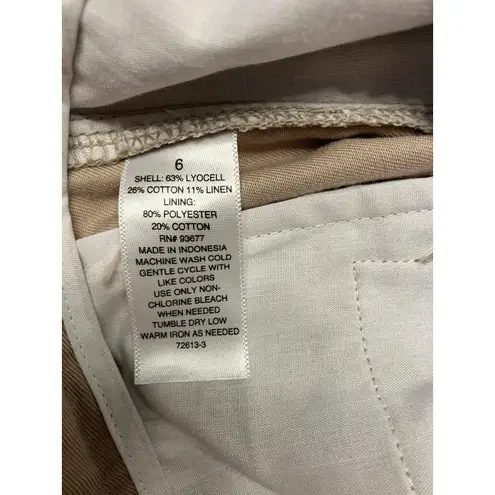 6
SHELL: 63% LYOCELL
26% COTTON 11% LINEN
LINING:
80% POLYESTER
20% COTTON
RN# 93677
MADE IN INDONESIA
MACHINE WASH COLD
GENTLE CYCLE WITH
LIKE COLORS
USE ONLY NON-
CHLORINE BLEACH
WHEN NEEDED
TUMBLE DRY LOW
WARM IRON AS NEEDED
72613-3